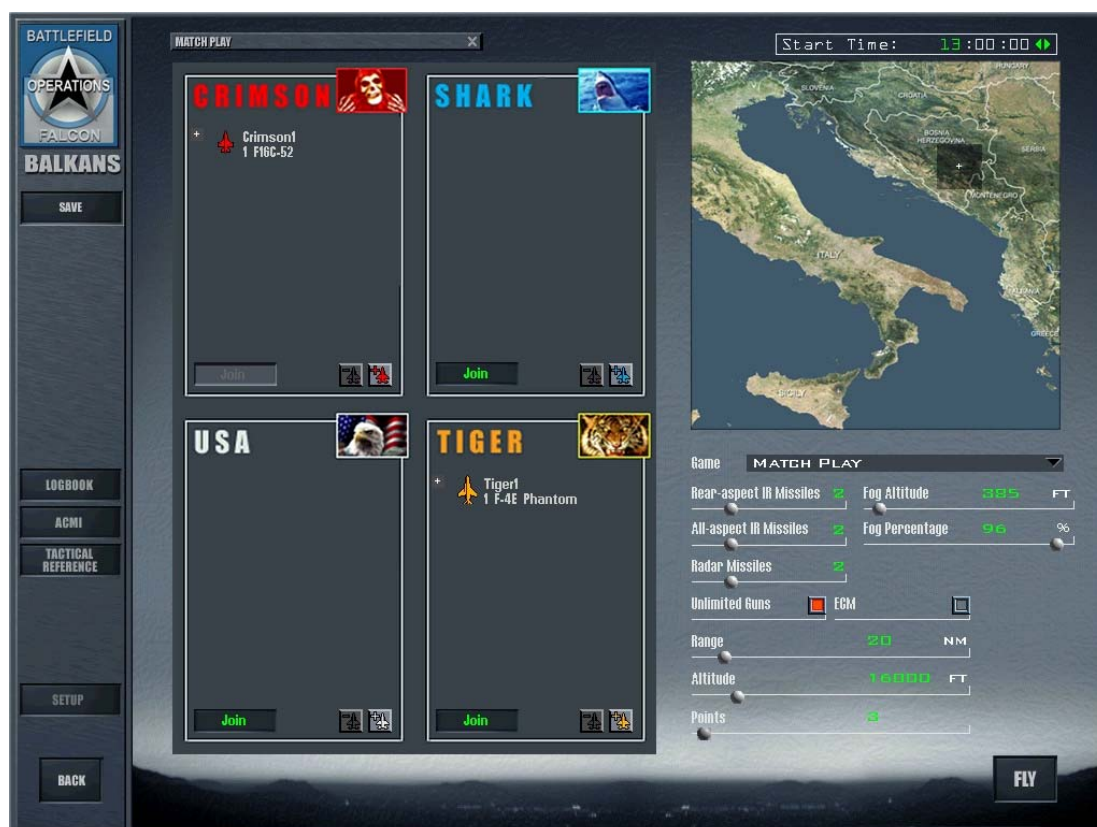 BATTLEFIELD
OPERATIONS
FALCON
BALKANS
SAVE
LOGBOOK
ACMI
TACTICAL
REFERENCE
SETUP
BACK
MATCH PLAY X
CRIMSON
+ Crimson1
1 F16C-52
Join
SHARK
Join
USA
Join
TIGER
+ Tiger1
1 F-4E Phantom
Join
Start Time: 13:00:00
HUNGARY
SLOVENIA
CROATIA
BOSNIA
HERZEGOVINA
SERBIA
MONTENEGRO
ITALY
ALBANIA
GREECE
SICILY
Game MATCH PLAY
Rear-aspect IR Missiles 2 Fog Altitude 385 FT
All-aspect IR Missiles 2 Fog Percentage 96 %
Radar Missiles 2
Unlimited Guns ECM
Range 20 NM
Altitude 16000 FT
Points 3
FLY